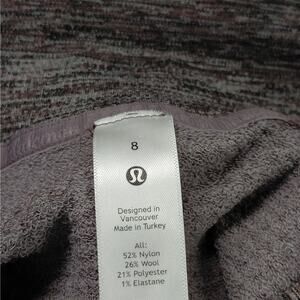 8
Designed in
Vancouver
Made in Turkey
All:
52% Nylon
26% Wool
21% Polyester
1% Elastane